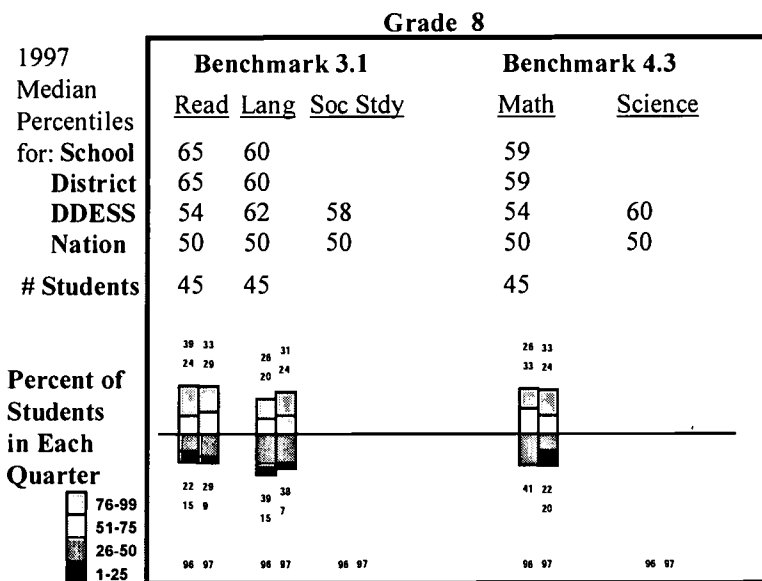 Grade 8
1997 Median Percentiles for:
Benchmark 3.1 Benchmark 4.3
Read Lang Soc Stdy Math Science
School 65 60 59
District 65 60 59
DDESS 54 62 58 54 60
Nation 50 50 50 50 50
# Students 45 45 45
Percent of
Students
in Each
Quarter
39 33 26 31 26 33
24 29 20 24 33 24
22 29 39 38 41 22
15 9 15 7 20
76-99
51-75
26-50
1-25
96 97 96 97 96 97 96 97 96 97